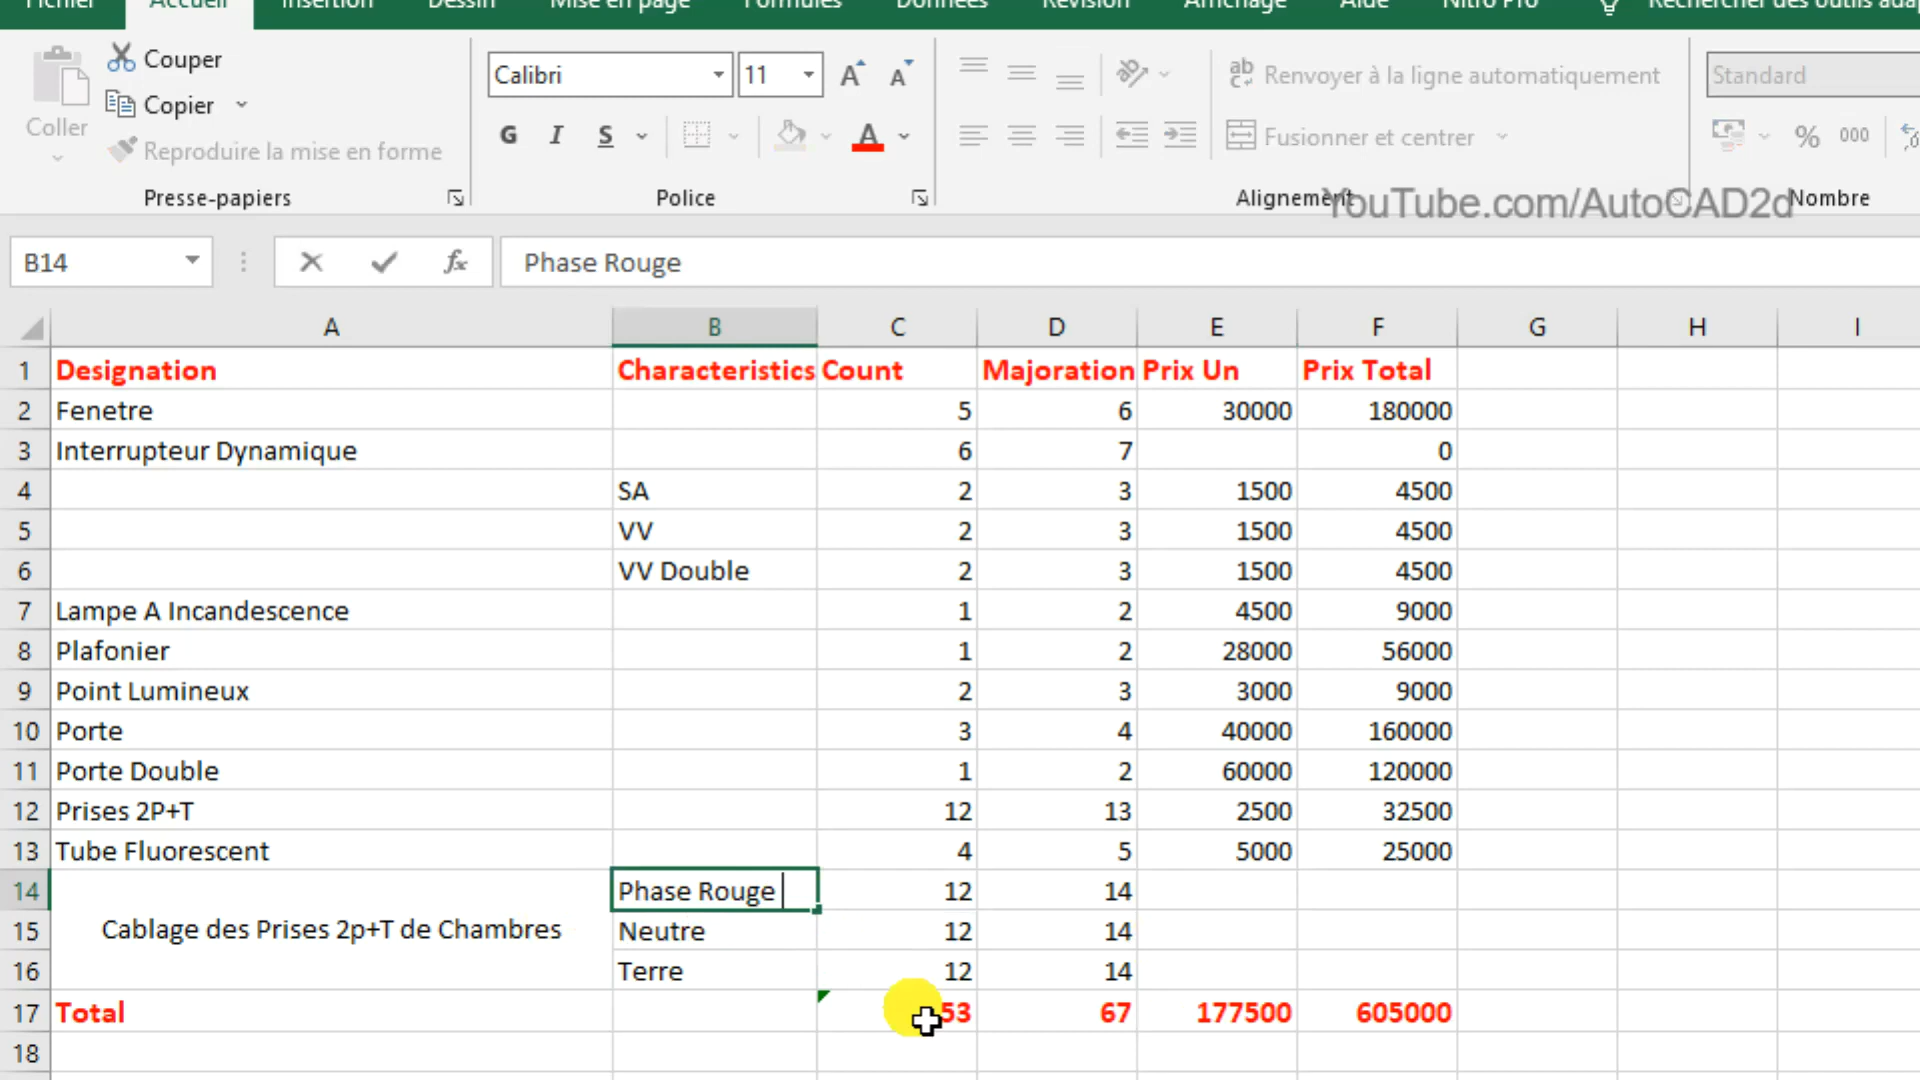 Fichier Accueil Insertion Dessin Mise en page Formules Données Révision Affichage Aide Nitro Pro Rechercher des outils
Couper
Copier
Coller
Reproduire la mise en forme
Presse-papiers
Calibri 11
G I S A
Police
Renvoyer à la ligne automatiquement
Fusionner et centrer
Alignement
Standard
% 000
Nombre
YouTube.com/AutoCAD2d
B14 fx Phase Rouge
A B C D E F G H I
1 Designation Characteristics Count Majoration Prix Un Prix Total
2 Fenetre 5 6 30000 180000
3 Interrupteur Dynamique 6 7 0
4 SA 2 3 1500 4500
5 VV 2 3 1500 4500
6 VV Double 2 3 1500 4500
7 Lampe A Incandescence 1 2 4500 9000
8 Plafonier 1 2 28000 56000
9 Point Lumineux 2 3 3000 9000
10 Porte 3 4 40000 160000
11 Porte Double 1 2 60000 120000
12 Prises 2P+T 12 13 2500 32500
13 Tube Fluorescent 4 5 5000 25000
14 Phase Rouge 12 14
15 Cablage des Prises 2p+T de Chambres Neutre 12 14
16 Terre 12 14
17 Total 53 67 177500 605000
18